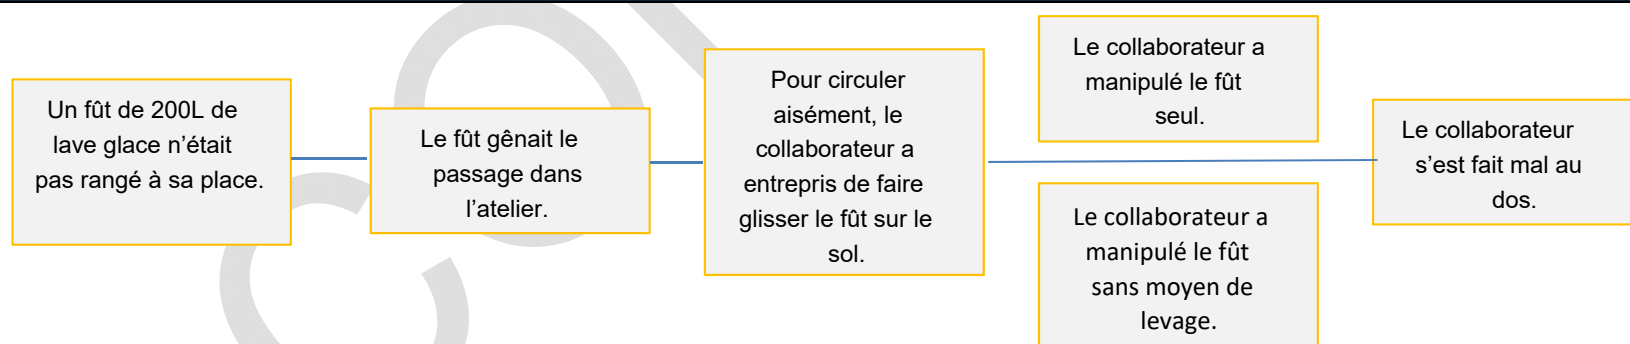 Un fût de 200L de
lave glace n’était
pas rangé à sa place.
Le fût gênait le
passage dans
l’atelier.
Pour circuler
aisément, le
collaborateur a
entrepris de faire
glisser le fût sur le
sol.
Le collaborateur a
manipulé le fût
seul.
Le collaborateur a
manipulé le fût
sans moyen de
levage.
Le collaborateur
s’est fait mal au
dos.